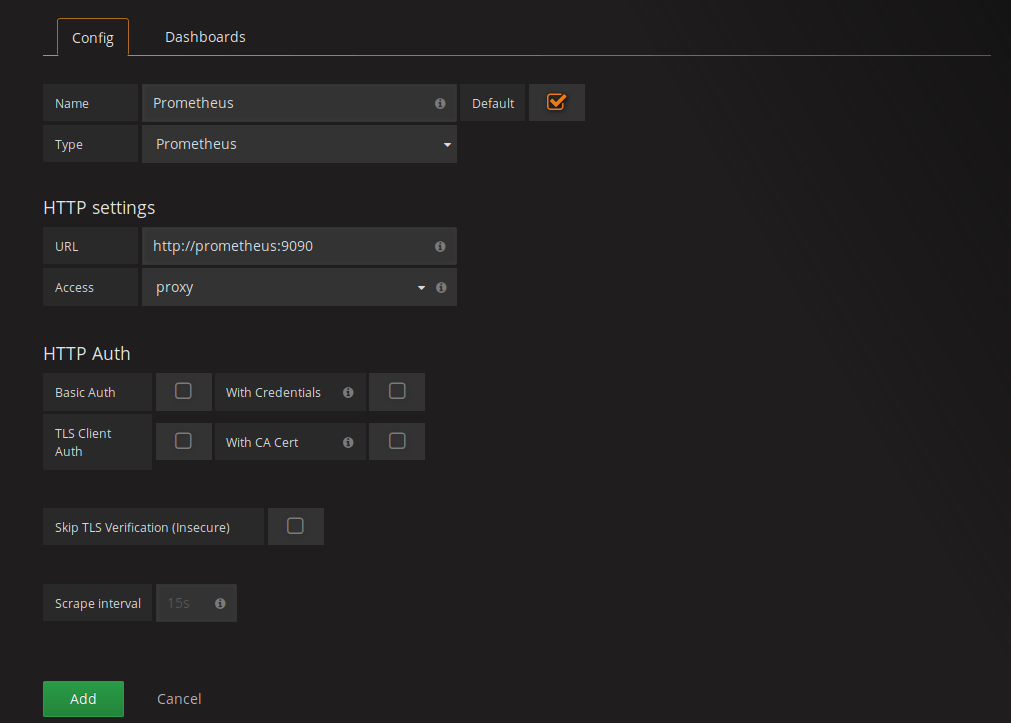 Config Dashboards
Name Prometheus Default
Type Prometheus
HTTP settings
URL http://prometheus:9090
Access proxy
HTTP Auth
Basic Auth With Credentials
TLS Client
Auth
With CA Cert
Skip TLS Verification (Insecure)
Scrape interval 15s
Add Cancel